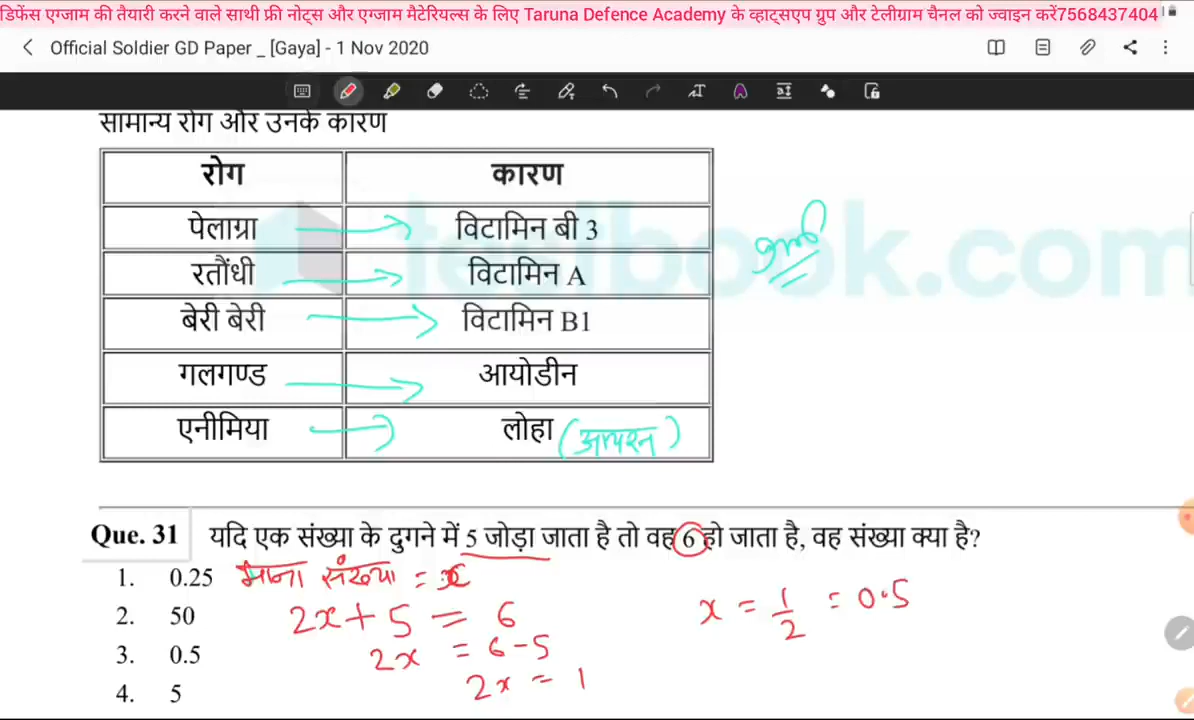 डिफेंस एग्जाम की तैयारी करने वाले साथी फ्री नोट्स और एग्जाम मैटेरियल्स के लिए Taruna Defence Academy के व्हाट्सएप ग्रुप और टेलीग्राम चैनल को ज्वाइन करें7568437404
Official Soldier GD Paper _ [Gaya] - 1 Nov 2020
सामान्य रोग और उनके कारण
रोग कारण
पेलाग्रा विटामिन बी 3
रतौंधी विटामिन A
बेरी बेरी विटामिन B1
गलगण्ड आयोडीन
एनीमिया लोहा (आयरन)
testbook.com
Que. 31 यदि एक संख्या के दुगने में 5 जोड़ा जाता है तो वह 6 हो जाता है, वह संख्या क्या है?
1. 0.25 माना संख्या = x
2. 50 2x + 5 = 6
x = 1/2 = 0.5
3. 0.5 2x = 6-5
4. 5 2x = 1